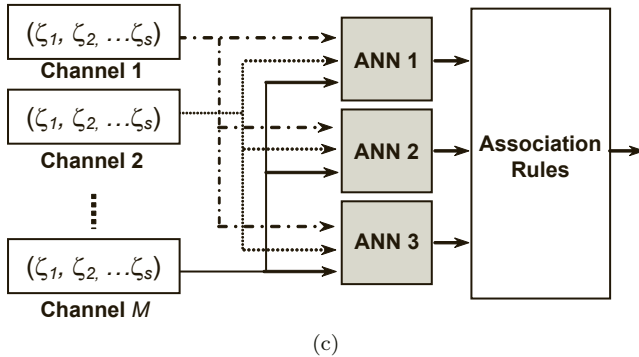 (ζ1, ζ2, ...ζs)
Channel 1
(ζ1, ζ2, ...ζs)
Channel 2
(ζ1, ζ2, ...ζs)
Channel M
ANN 1
ANN 2
ANN 3
Association
Rules
(c)